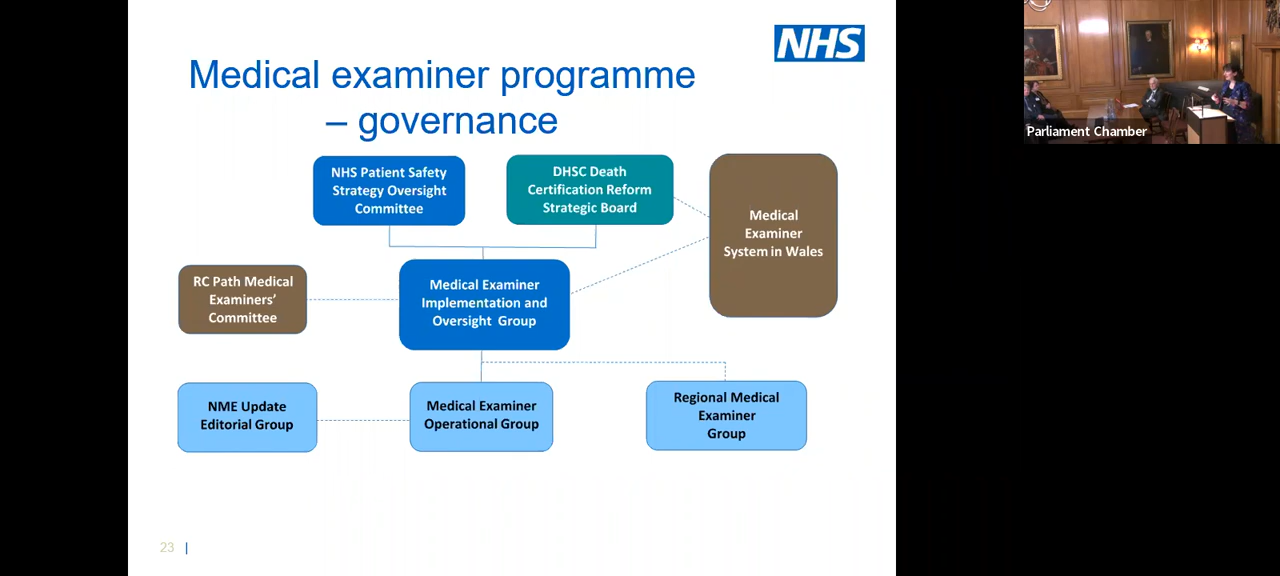 NHS
Medical examiner programme
– governance
Parliament Chamber
NHS Patient Safety
Strategy Oversight
Committee
DHSC Death
Certification Reform
Strategic Board
Medical
Examiner
System in Wales
RC Path Medical
Examiners'
Committee
Medical Examiner
Implementation and
Oversight Group
NME Update
Editorial Group
Medical Examiner
Operational Group
Regional Medical
Examiner
Group
23 |